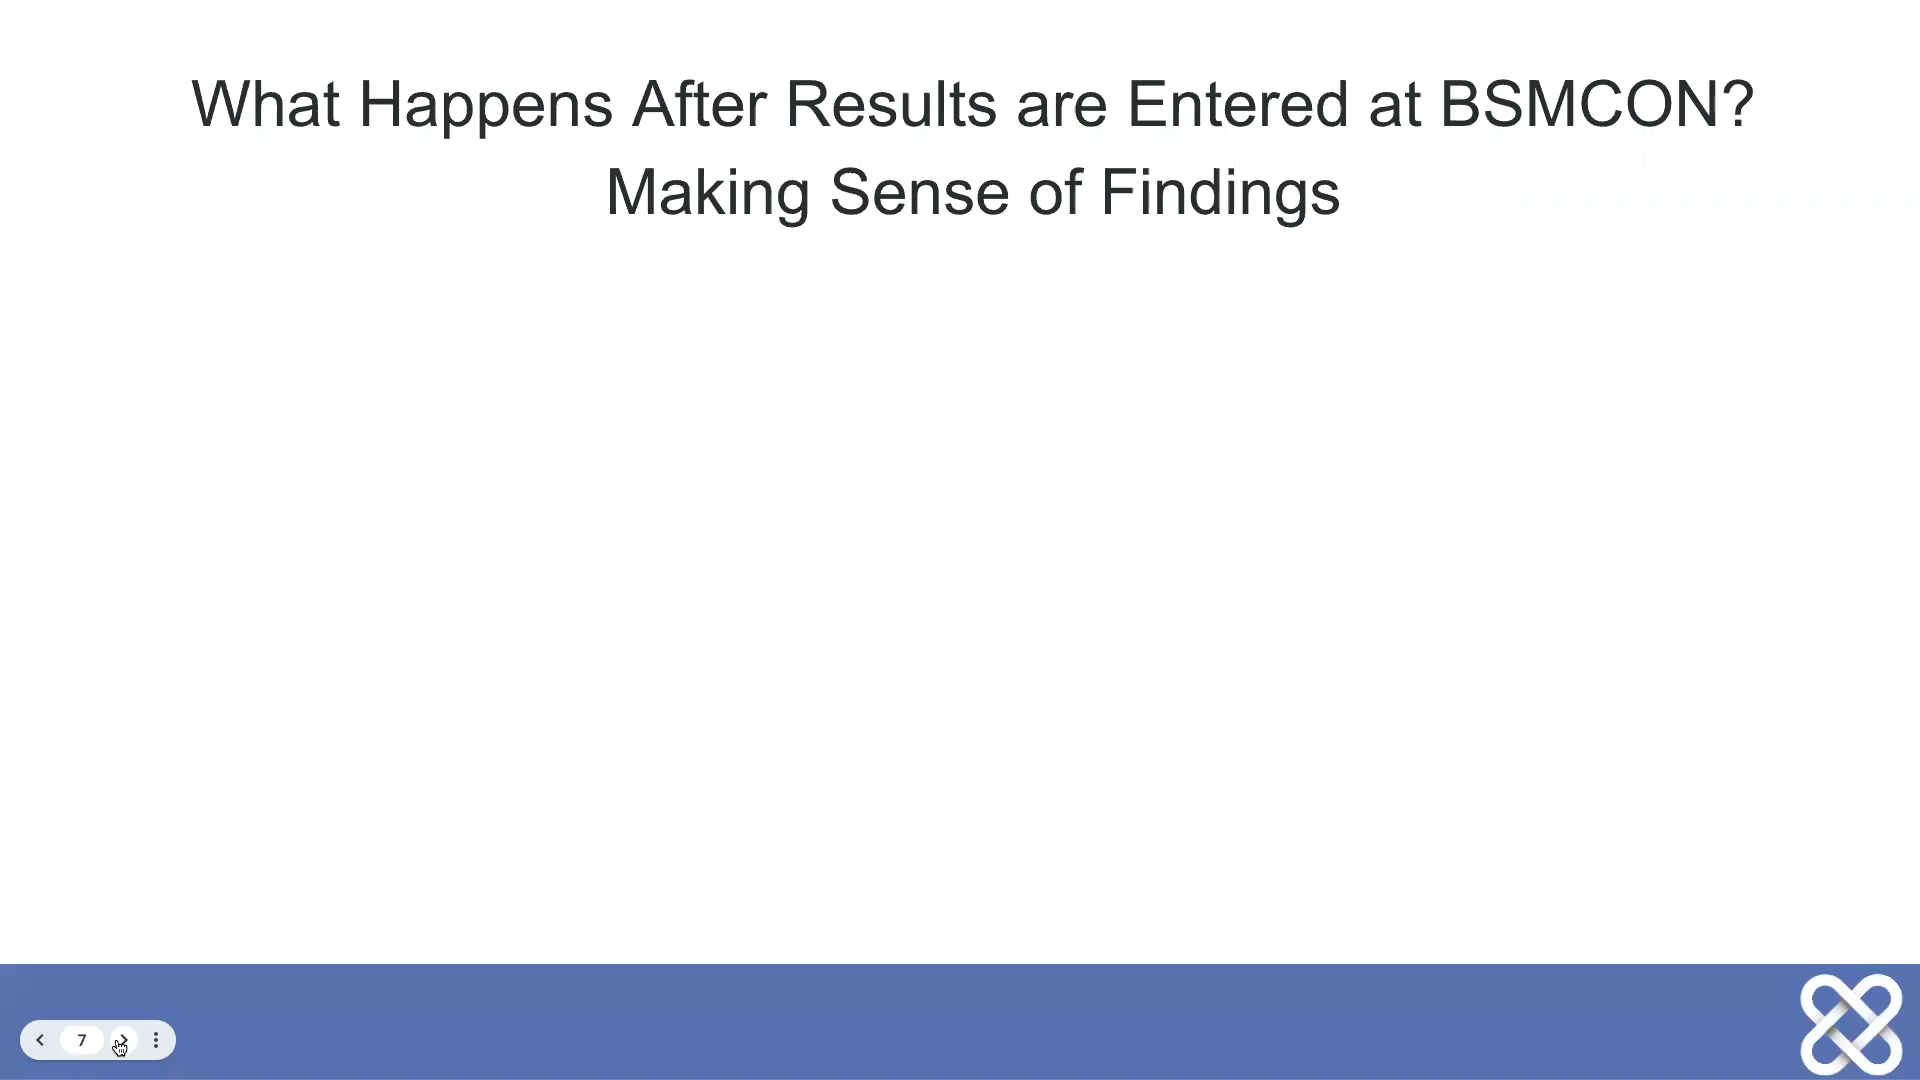 What Happens After Results are Entered at BSMCON?
Making Sense of Findings
7